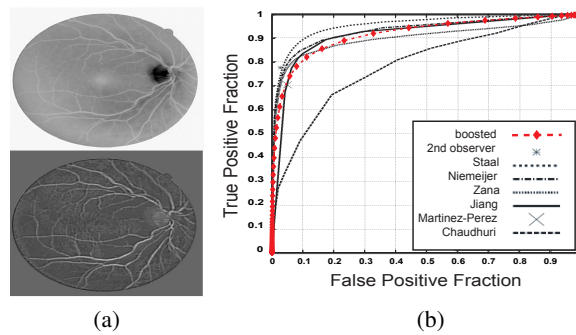 True Positive Fraction
1
0.9
0.8
0.7
0.6
0.5
0.4
0.3
0.2
0.1
0
boosted
2nd observer
Staal
Niemeijer
Zana
Jiang
Martinez-Perez
Chaudhuri
0 0.1 0.2 0.3 0.4 0.5 0.6 0.7 0.8 0.9
False Positive Fraction
(a) (b)